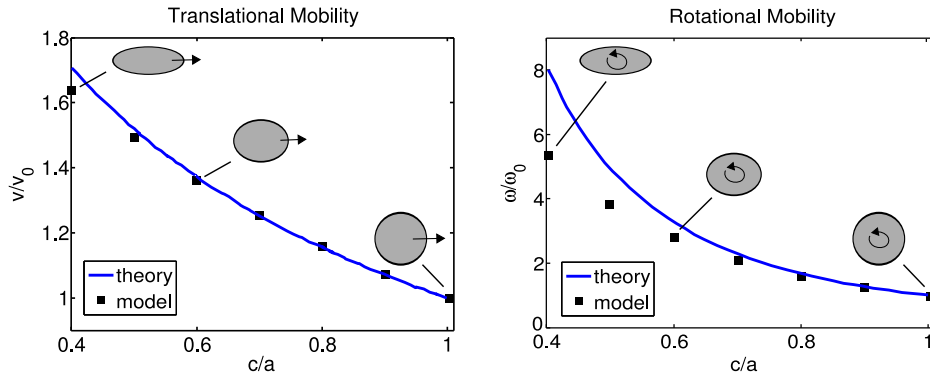 Translational Mobility
1.8
1.6
1.4
1.2
1
v/v0
theory
model
0.4
0.6
0.8
1
c/a
Rotational Mobility
8
6
4
2
0
ω/ω0
theory
model
0.4
0.6
0.8
1
c/a